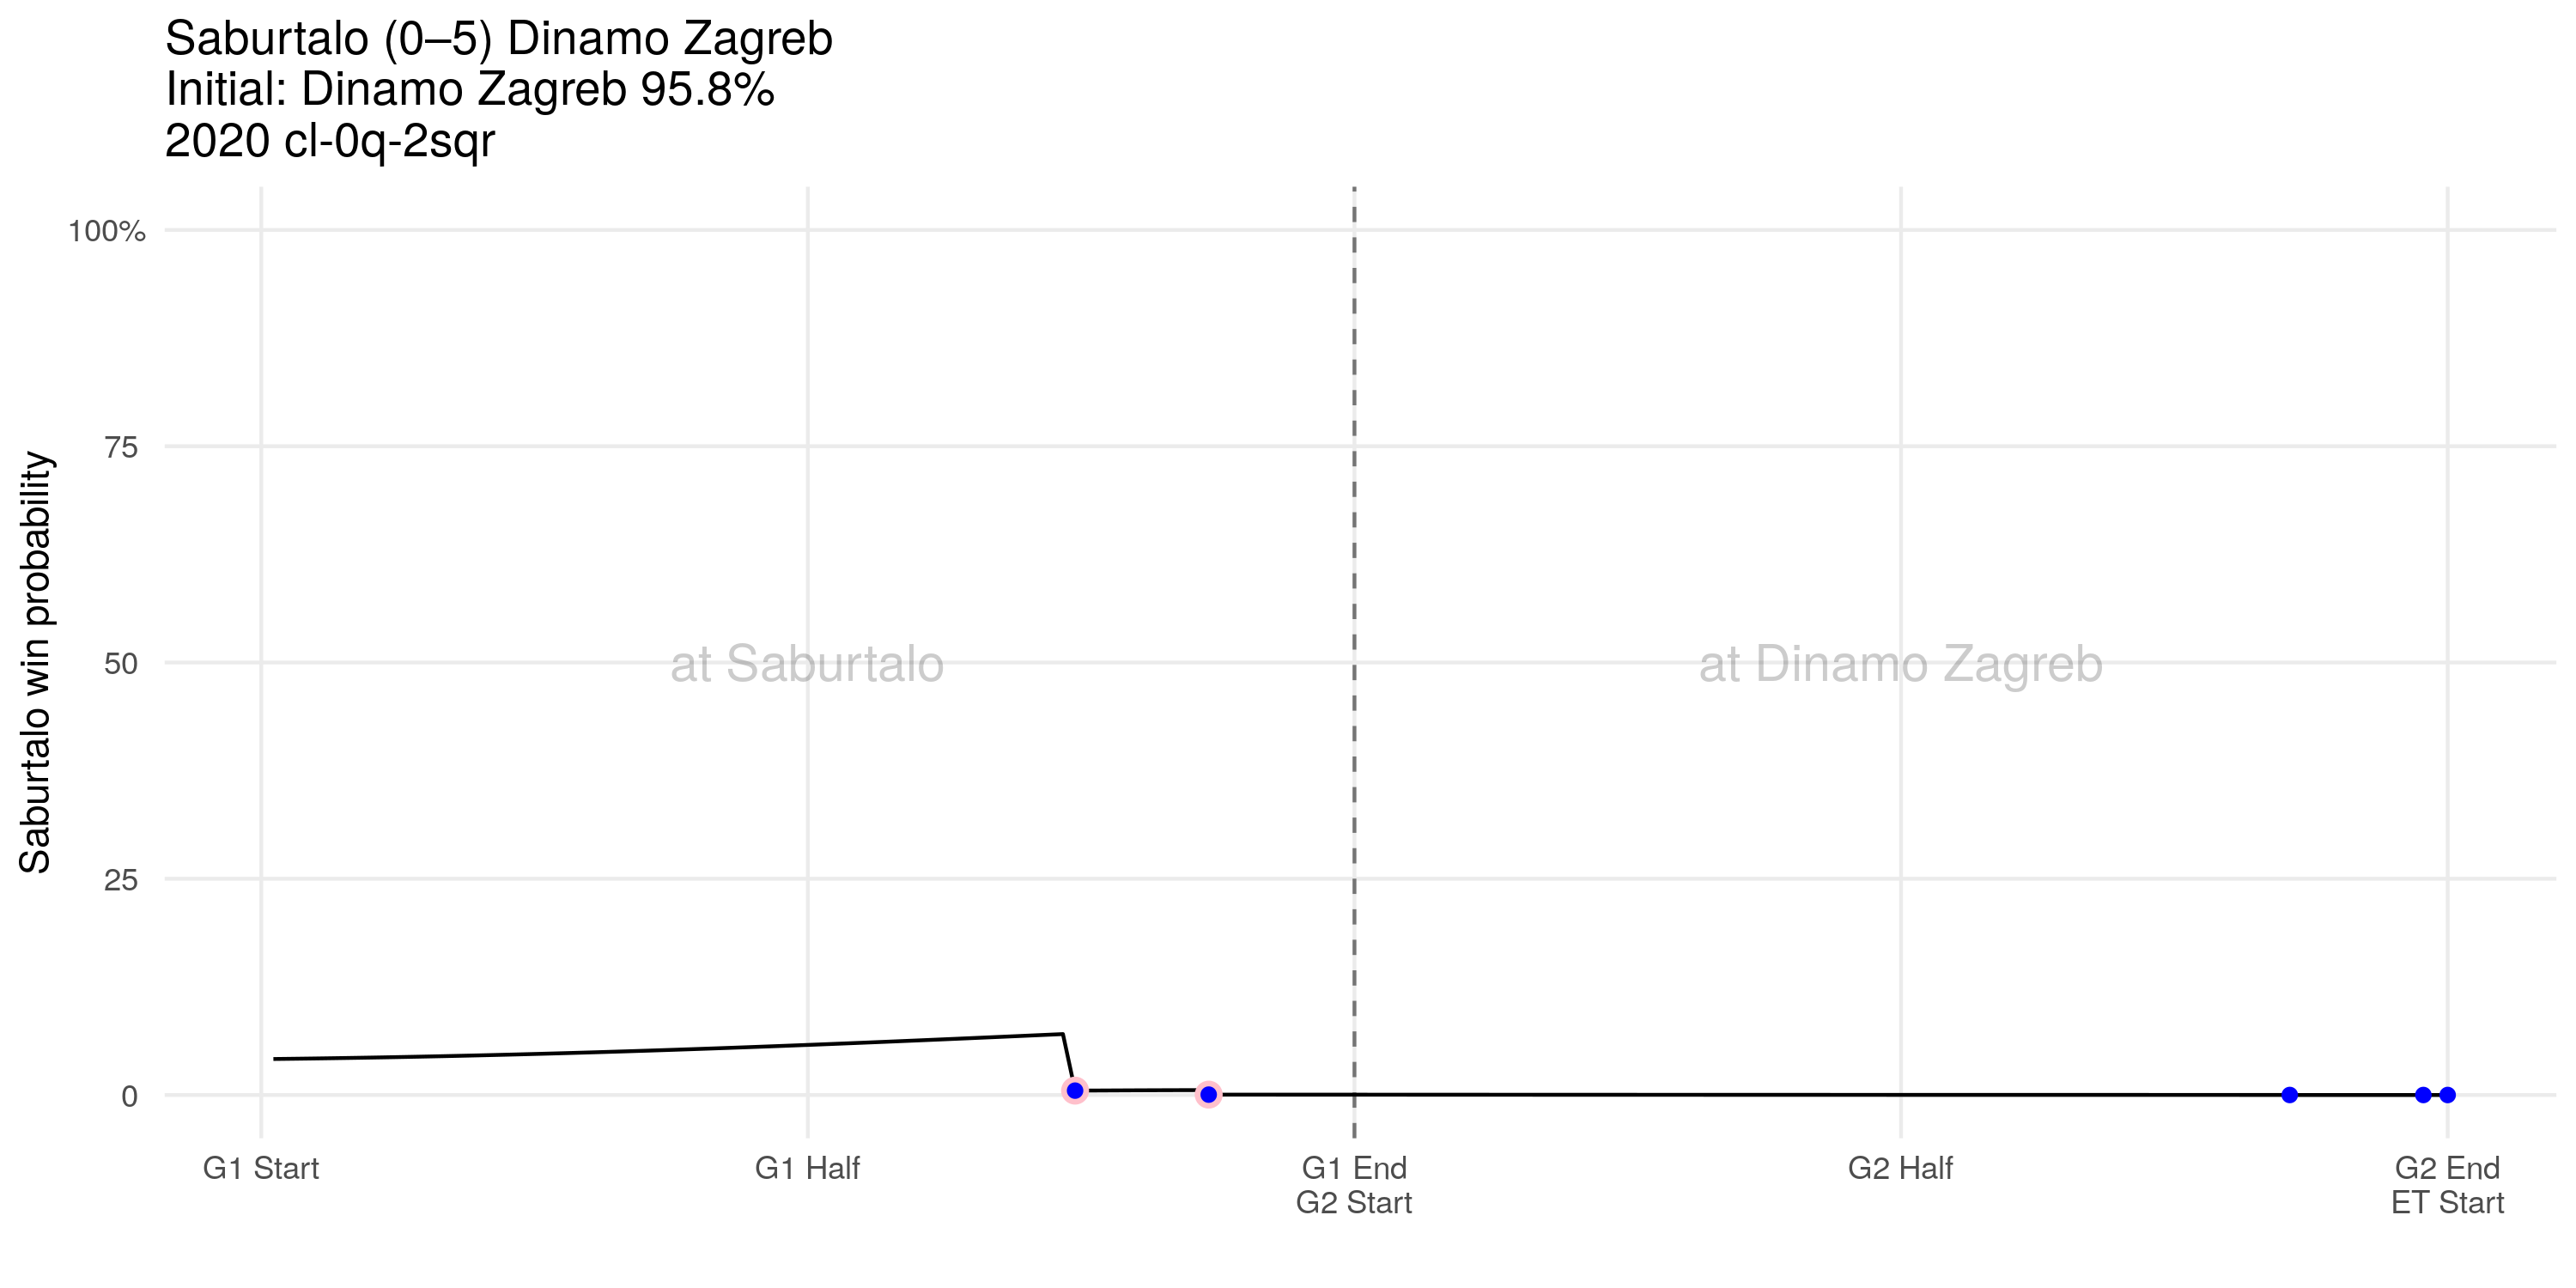 Saburtalo (0–5) Dinamo Zagreb
Initial: Dinamo Zagreb 95.8%
2020 cl-0q-2sqr
Saburtalo win probability
100%
75
50
25
0
at Saburtalo
at Dinamo Zagreb
G1 Start
G1 Half
G1 End
G2 Start
G2 Half
G2 End
ET Start